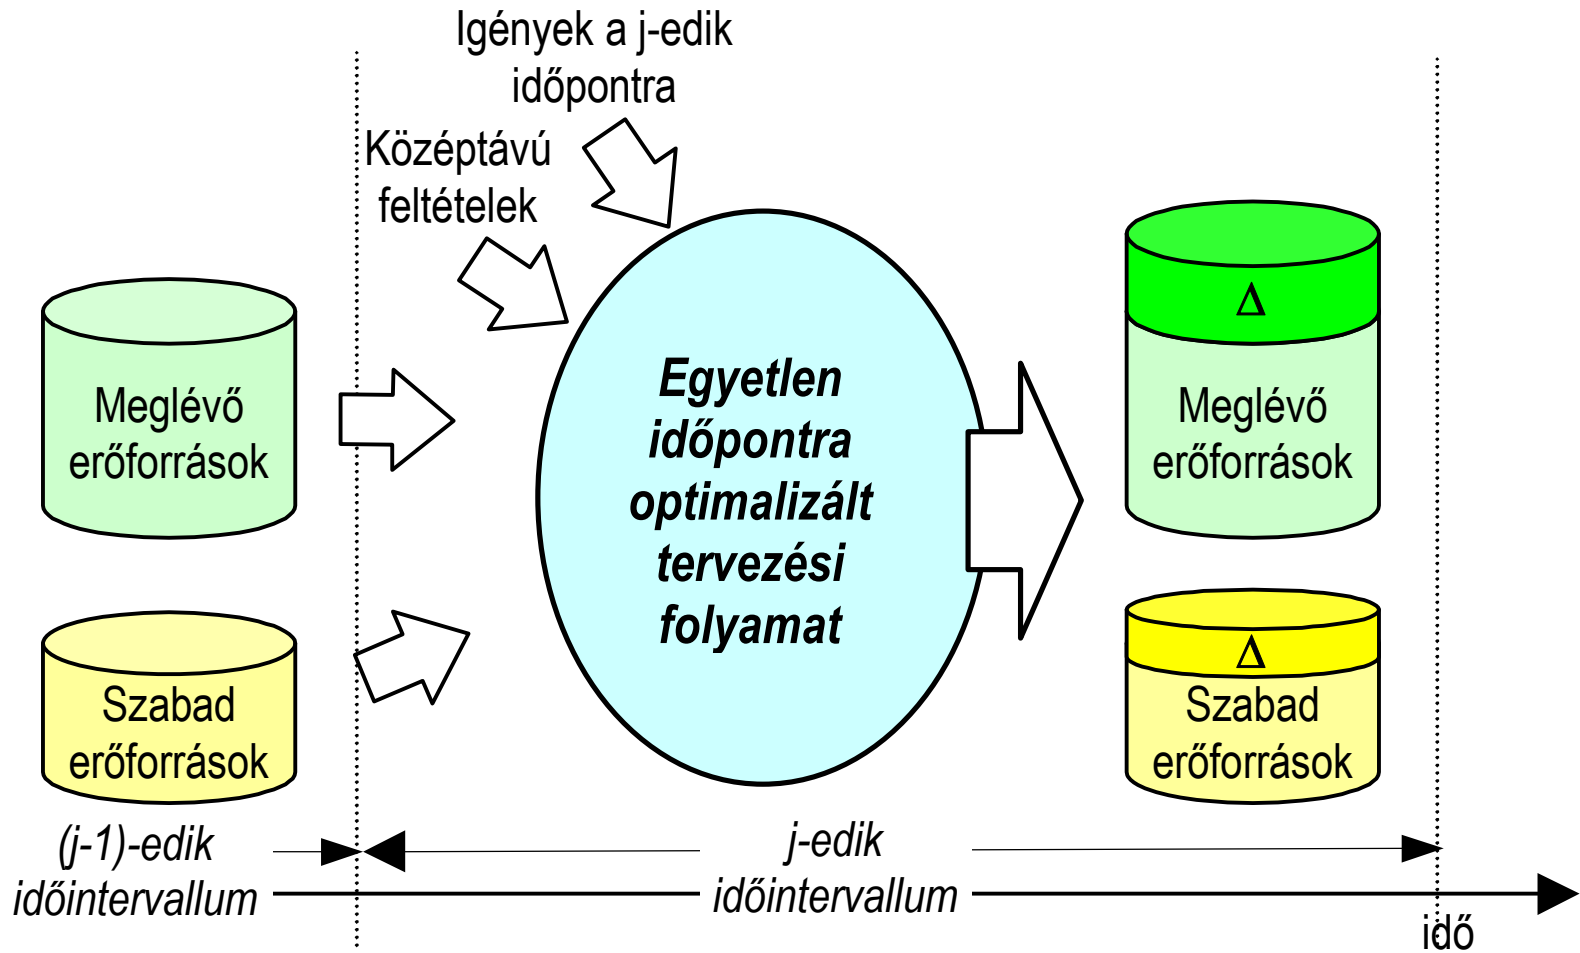 Igények a j-edik
időpontra
Középtávú
feltételek
Meglévő
erőforrások
Szabad
erőforrások
Egyetlen
időpontra
optimalizált
tervezési
folyamat
Δ
Meglévő
erőforrások
Δ
Szabad
erőforrások
(j-1)-edik
időintervallum
j-edik
időintervallum
idő